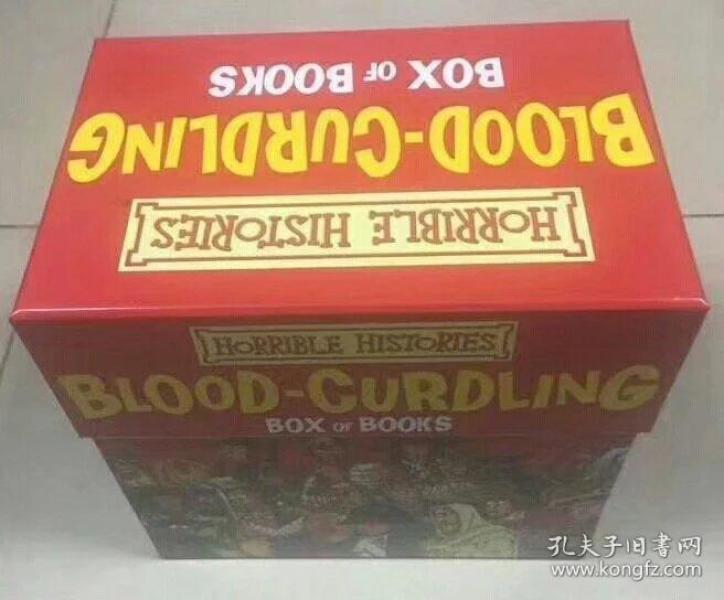 HORRIBLE HISTORIES
BLOOD-CURDLING
BOX OF BOOKS
HORRIBLE HISTORIES
BLOOD-CURDLING
BOX OF BOOKS
孔夫子旧書网
www.kongfz.com